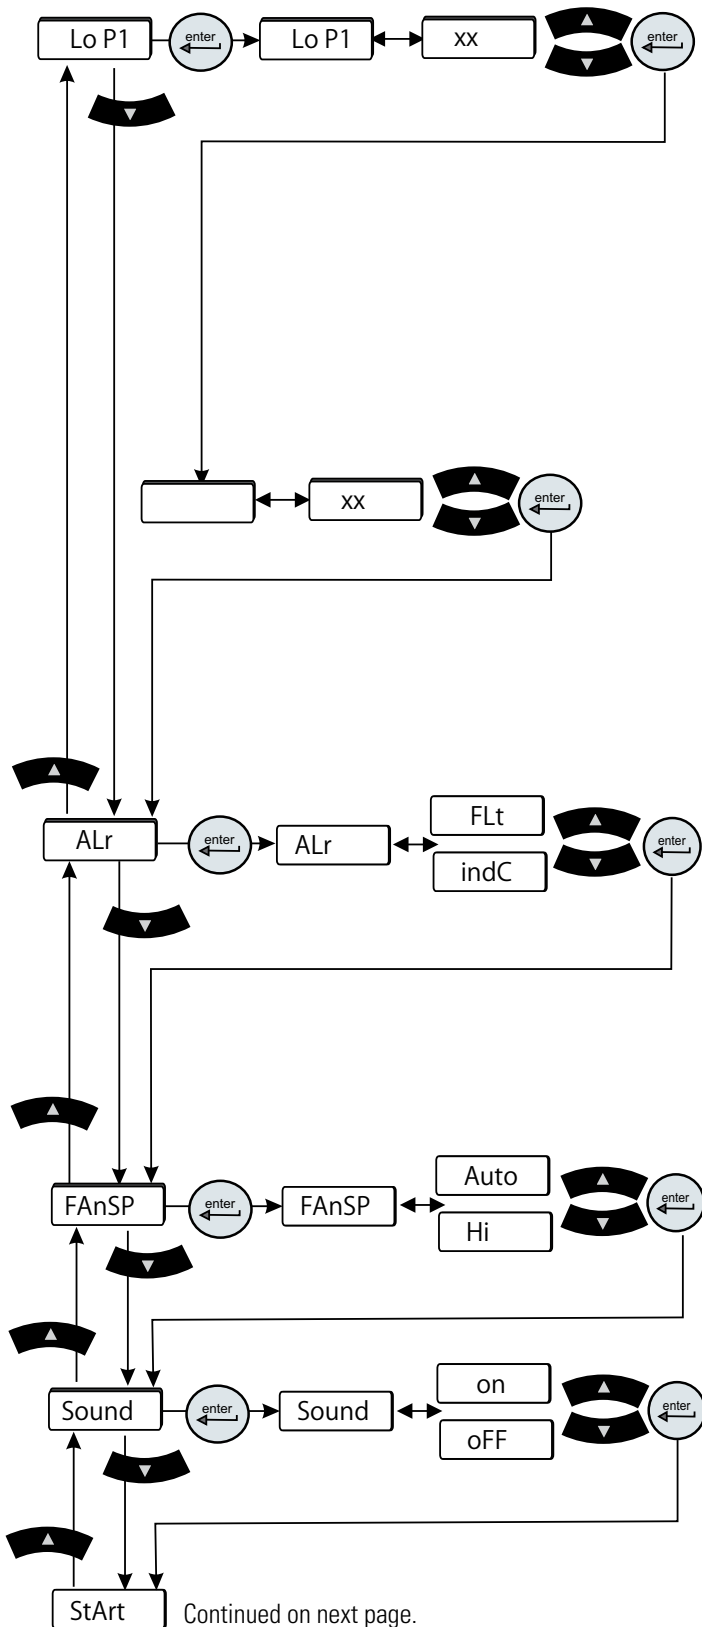 Lo P1 enter Lo P1 xx enter
xx enter
ALr enter ALr FLt enter
indC
FAnSP enter FAnSP Auto enter
Hi
Sound enter Sound on enter
oFF
StArt Continued on next page.